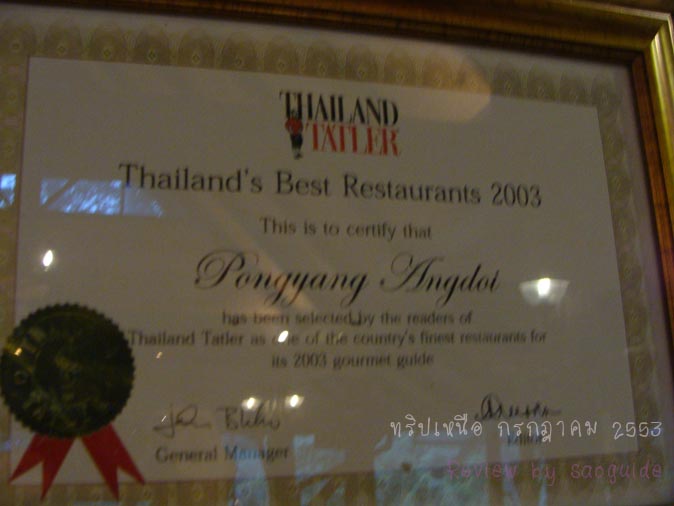 THAILAND
TATLER
Thailand's Best Restaurants 2003
This is to certify that
Pongyang Angdoi
has been selected by the readers of
Thailand Tatler as one of the country's finest restaurants for
its 2003 gourmet guide
General Manager
Editor
ทริปเหนือ กรกฎาคม 2553
Review by saoguide